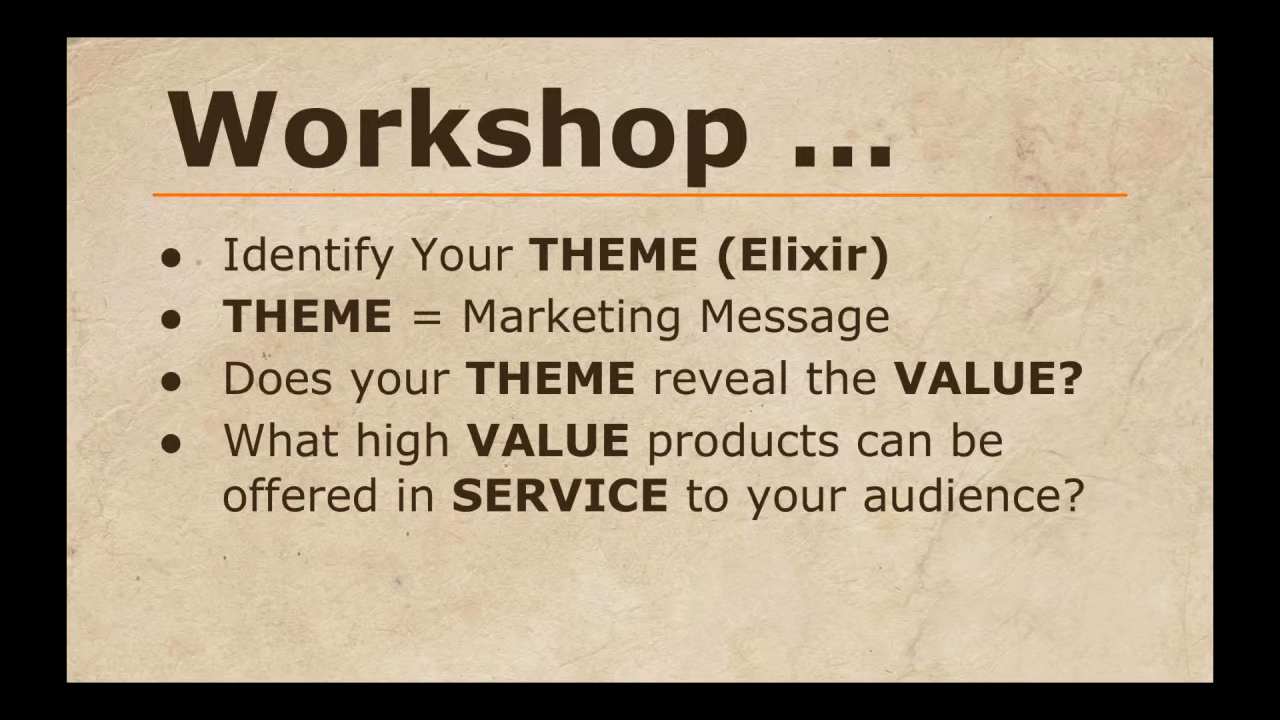 Workshop ...
● Identify Your THEME (Elixir)
● THEME = Marketing Message
● Does your THEME reveal the VALUE?
● What high VALUE products can be
offered in SERVICE to your audience?